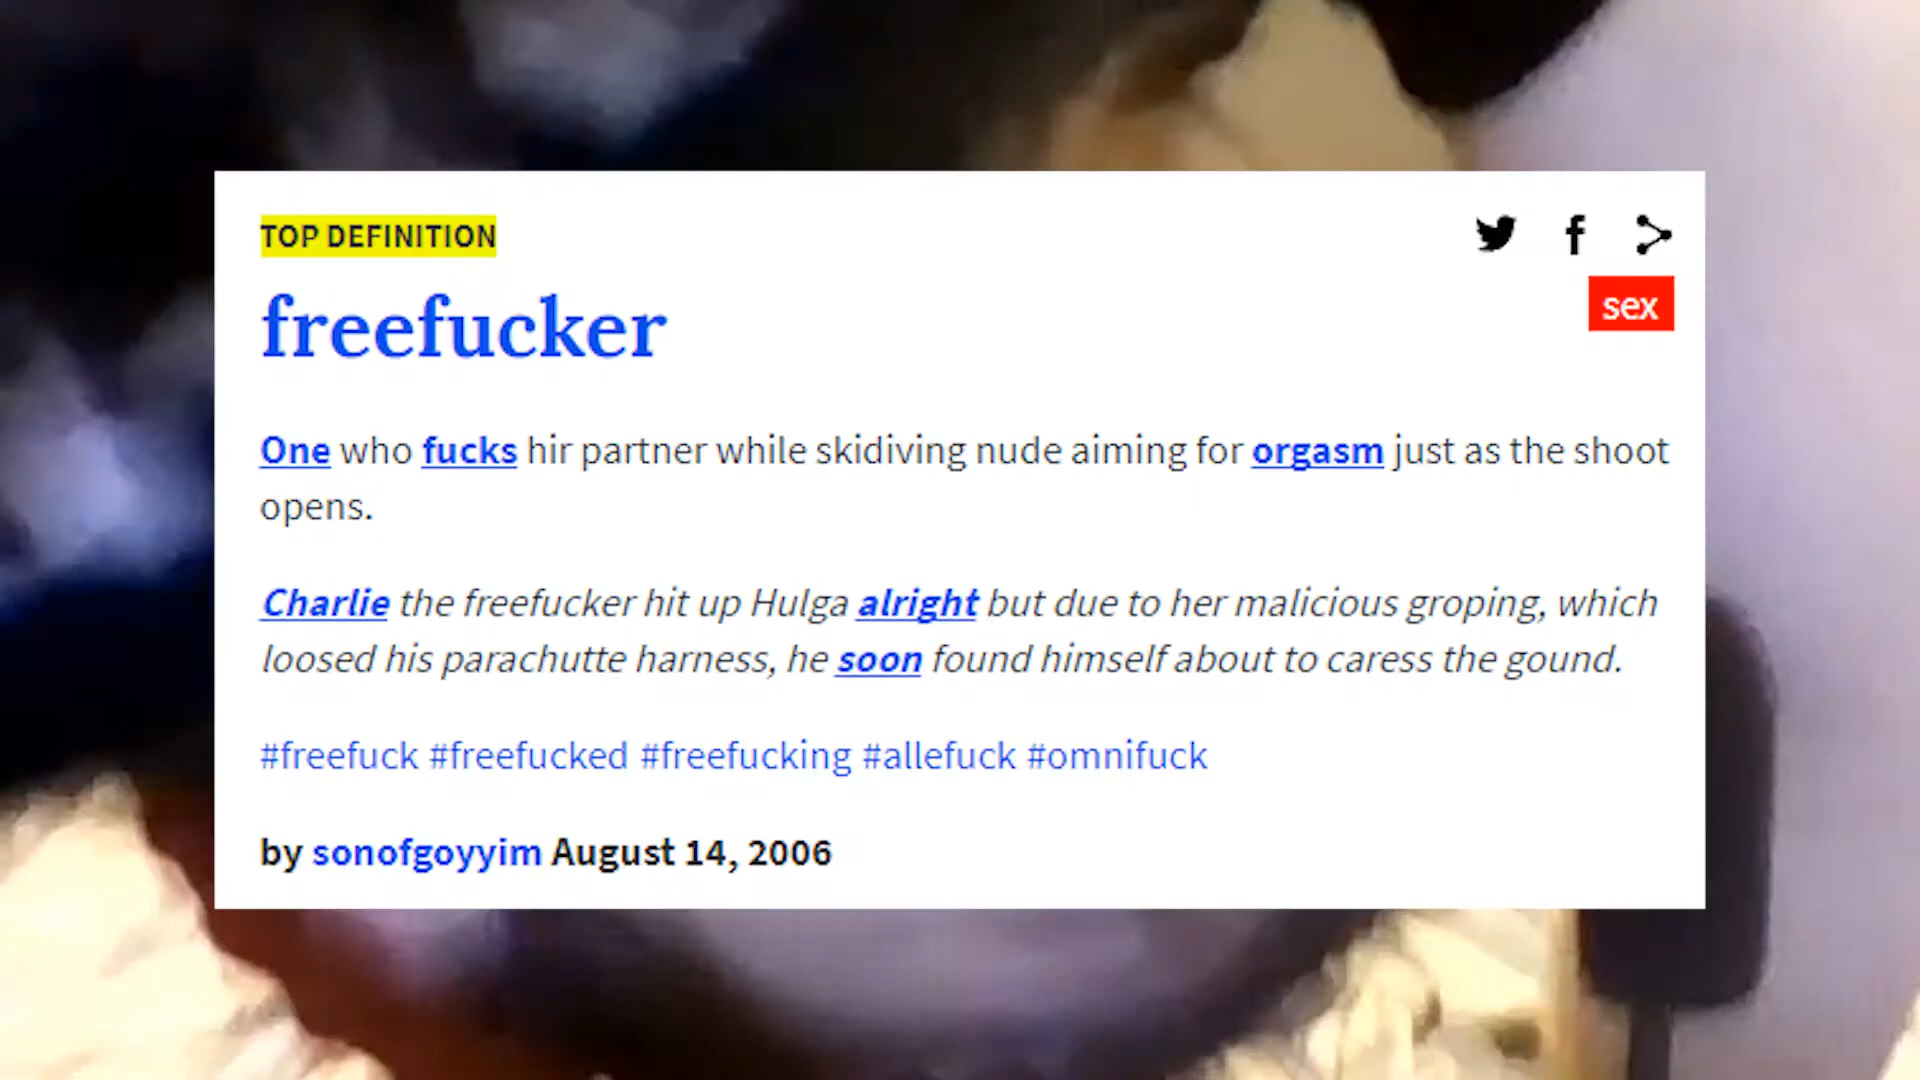 TOP DEFINITION
freefucker
sex
One who fucks hir partner while skidiving nude aiming for orgasm just as the shoot
opens.
Charlie the freefucker hit up Hulga alright but due to her malicious groping, which
loosed his parachutte harness, he soon found himself about to caress the gound.
#freefuck #freefucked #freefucking #allefuck #omnifuck
by sonofgoyyim August 14, 2006